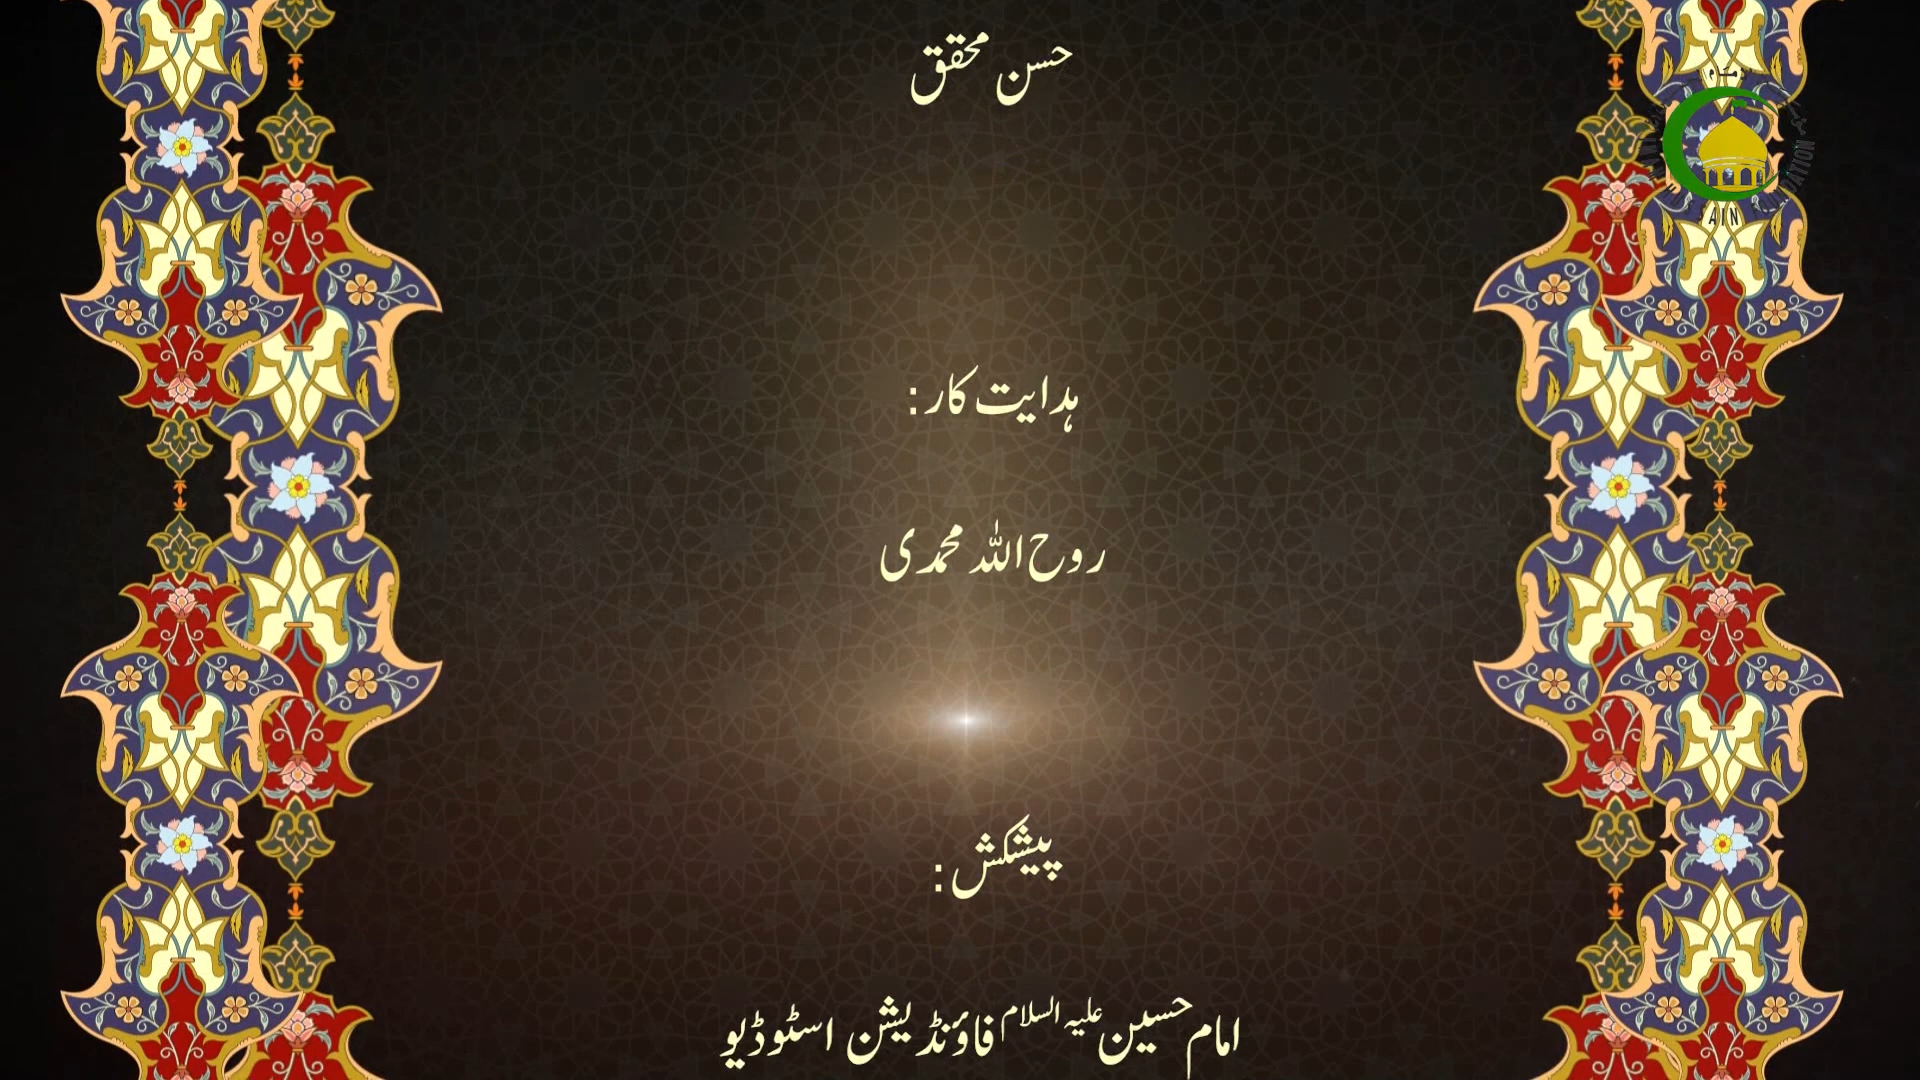 حسن محقق
ہدایت کار:
روح اللہ محمدی
پیشکش:
امام حسین علیہ السلام فاؤنڈیشن اسٹوڈیو